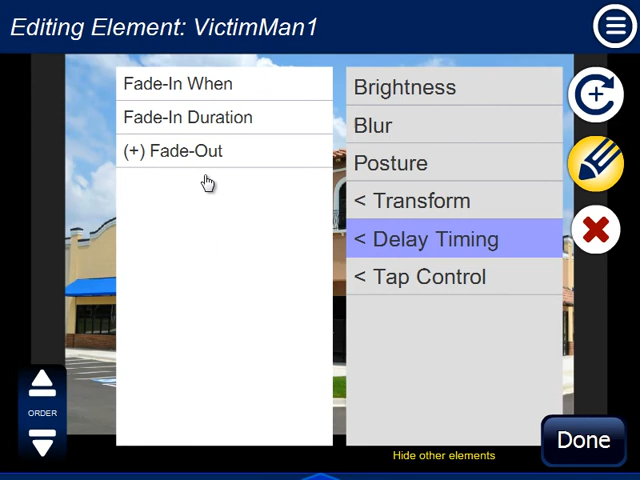 Editing Element: VictimMan1
Fade-In When
Fade-In Duration
(+) Fade-Out
Brightness
Blur
Posture
< Transform
< Delay Timing
< Tap Control
ORDER
Hide other elements
Done